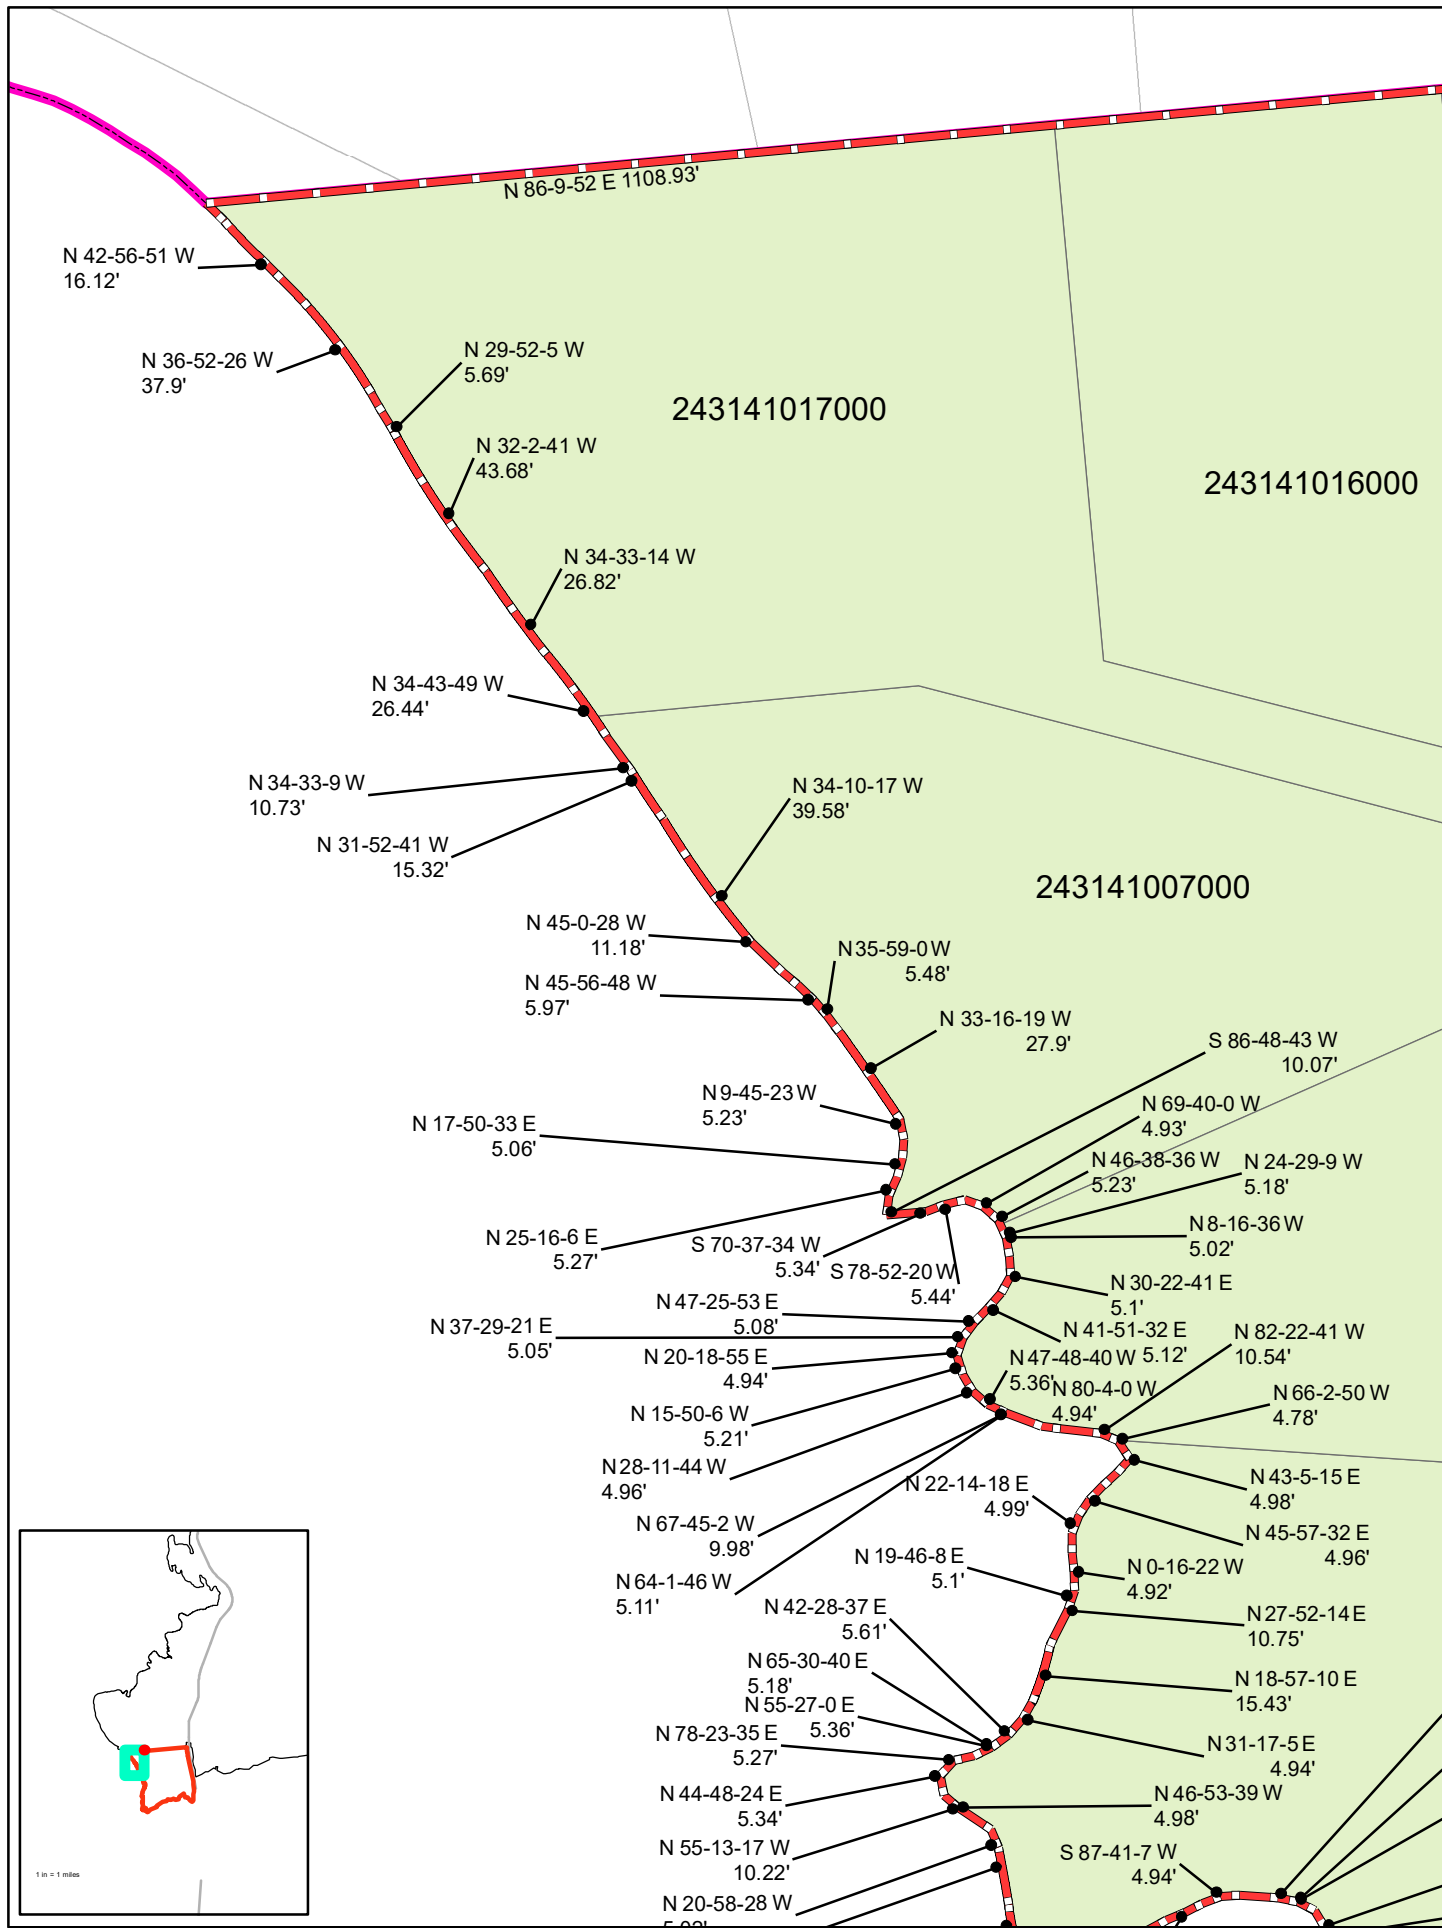 N 86-9-52 E 1108.93'
N 42-56-51 W
16.12'
N 36-52-26 W
37.9'
N 29-52-5 W
5.69'
243141017000
N 32-2-41 W
43.68'
243141016000
N 34-33-14 W
26.82'
N 34-43-49 W
26.44'
N 34-33-9 W
10.73'
N 34-10-17 W
39.58'
N 31-52-41 W
15.32'
243141007000
N 45-0-28 W
11.18'
N 35-59-0 W
5.48'
N 45-56-48 W
5.97'
N 33-16-19 W
27.9'
S 86-48-43 W
10.07'
N 9-45-23 W
5.23'
N 69-40-0 W
4.93'
N 17-50-33 E
5.06'
N 46-38-36 W
5.23'
N 24-29-9 W
5.18'
N 8-16-36 W
5.02'
N 25-16-6 E
5.27'
S 70-37-34 W
5.34'
S 78-52-20 W
5.44'
N 30-22-41 E
5.1'
N 47-25-53 E
5.08'
N 37-29-21 E
5.05'
N 41-51-32 E
5.12'
N 82-22-41 W
10.54'
N 20-18-55 E
4.94'
N 47-48-40 W
5.36'
N 80-4-0 W
4.94'
N 66-2-50 W
4.78'
N 15-50-6 W
5.21'
N 28-11-44 W
4.96'
N 22-14-18 E
4.99'
N 43-5-15 E
4.98'
N 67-45-2 W
9.98'
N 45-57-32 E
4.96'
N 19-46-8 E
5.1'
N 0-16-22 W
4.92'
N 64-1-46 W
5.11'
N 42-28-37 E
5.61'
N 27-52-14 E
10.75'
N 65-30-40 E
5.18'
N 18-57-10 E
15.43'
N 55-27-0 E
5.36'
N 78-23-35 E
5.27'
N 31-17-5 E
4.94'
N 44-48-24 E
5.34'
N 46-53-39 W
4.98'
N 55-13-17 W
10.22'
S 87-41-7 W
4.94'
N 20-58-28 W
1 in = 1 miles